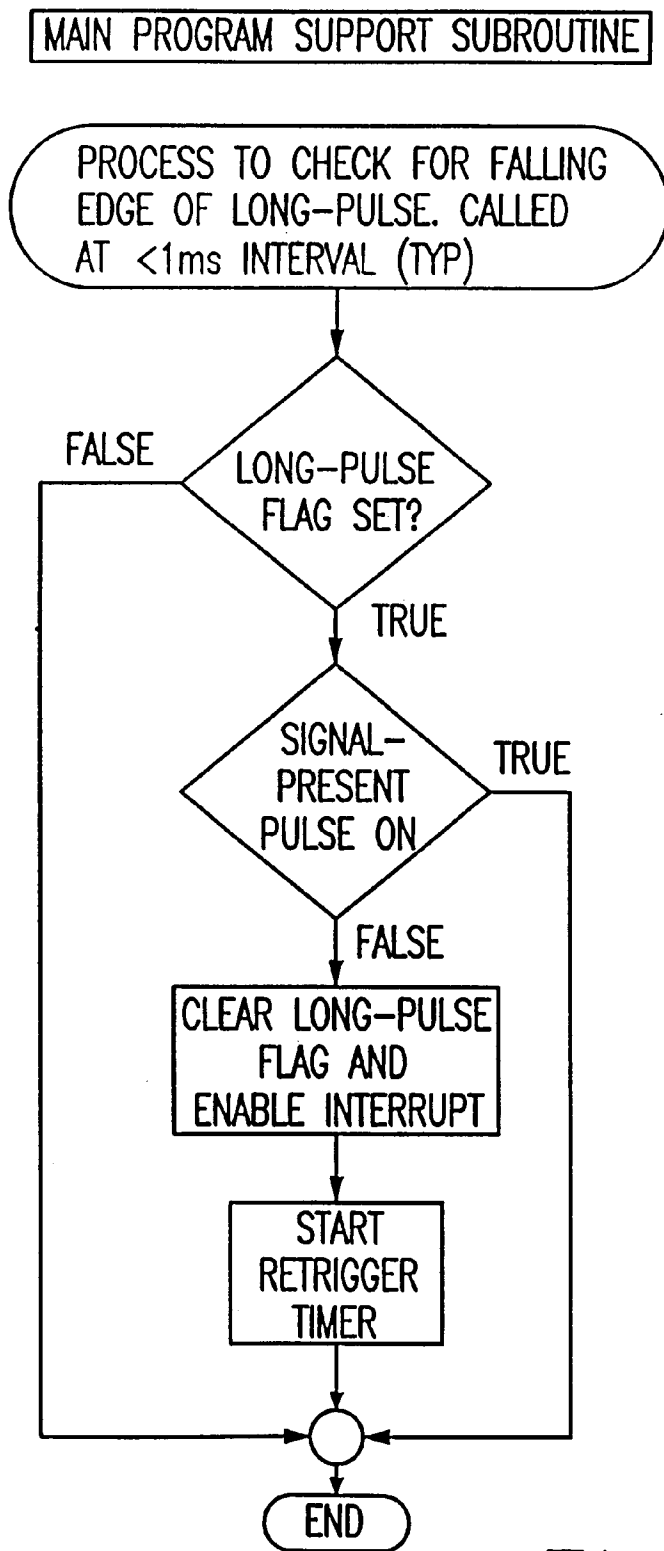 MAIN PROGRAM SUPPORT SUBROUTINE
PROCESS TO CHECK FOR FALLING
EDGE OF LONG-PULSE. CALLED
AT <1ms INTERVAL (TYP)
FALSE
LONG-PULSE
FLAG SET?
TRUE
SIGNAL-
PRESENT
PULSE ON
TRUE
FALSE
CLEAR LONG-PULSE
FLAG AND
ENABLE INTERRUPT
START
RETRIGGER
TIMER
END